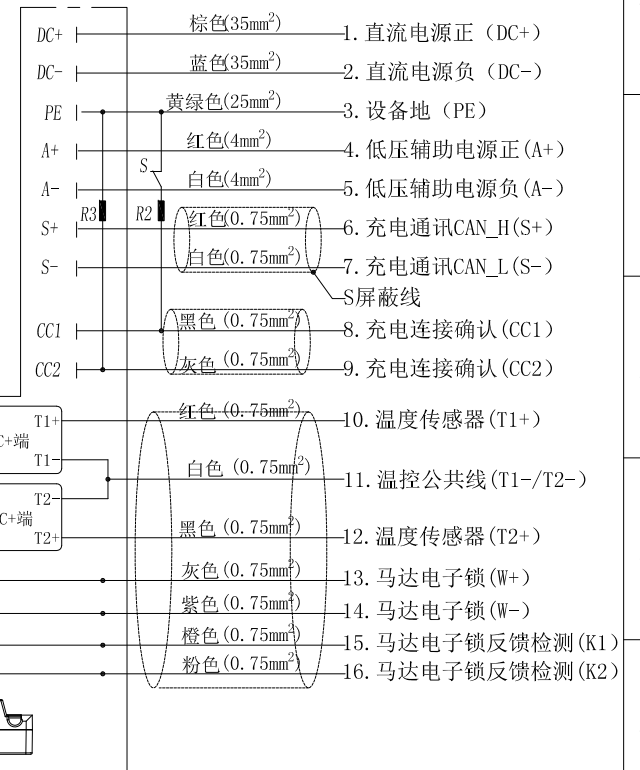 DC+ 棕色(35mm²) 1. 直流电源正（DC+）
DC- 蓝色(35mm²) 2. 直流电源负（DC-）
PE 黄绿色(25mm²) 3. 设备地（PE）
A+ 红色(4mm²) 4. 低压辅助电源正(A+)
S
A- 白色(4mm²) 5. 低压辅助电源负(A-)
R3 R2
S+ 红色(0.75mm²) 6. 充电通讯CAN_H(S+)
S- 白色(0.75mm²) 7. 充电通讯CAN_L(S-)
S屏蔽线
CC1 黑色 (0.75mm²) 8. 充电连接确认(CC1)
CC2 灰色 (0.75mm²) 9. 充电连接确认(CC2)
T1+ 红色 (0.75mm²) 10. 温度传感器(T1+)
C+端
T1- 白色 (0.75mm²) 11. 温控公共线(T1-/T2-)
T2-
C+端
T2+ 黑色 (0.75mm²) 12. 温度传感器(T2+)
灰色 (0.75mm²) 13. 马达电子锁(W+)
紫色 (0.75mm²) 14. 马达电子锁(W-)
橙色 (0.75mm²) 15. 马达电子锁反馈检测(K1)
粉色 (0.75mm²) 16. 马达电子锁反馈检测(K2)